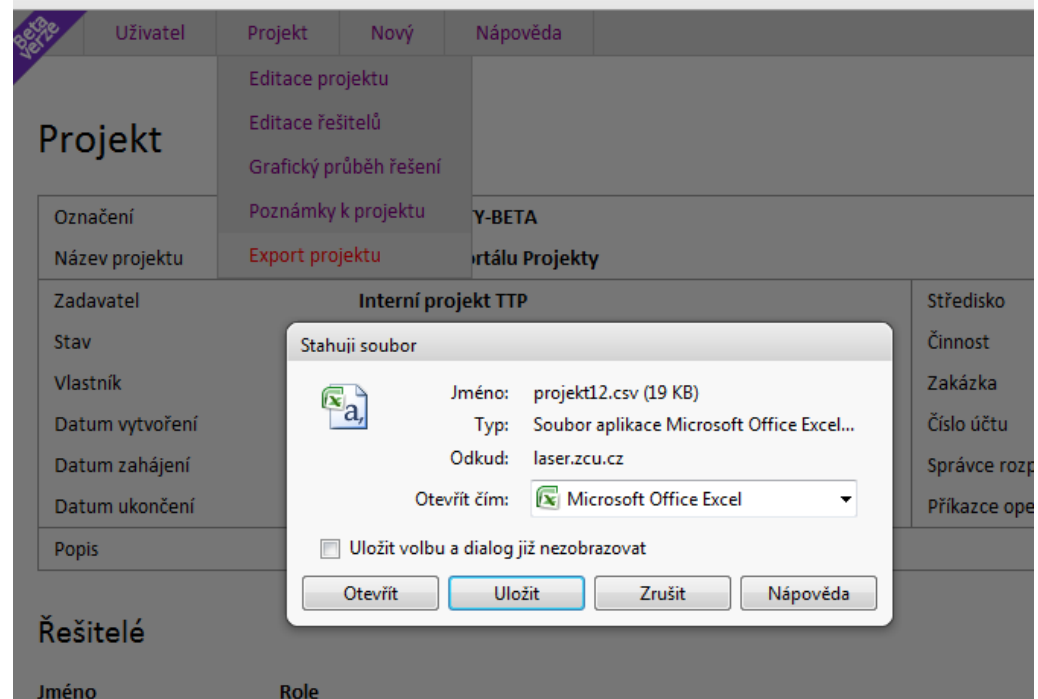 Beta
verze
Uživatel Projekt Nový Nápověda
Editace projektu
Editace řešitelů
Grafický průběh řešení
Poznámky k projektu
Export projektu
Projekt
Označení Y-BETA
Název projektu rtálu Projekty
Zadavatel Interní projekt TTP Středisko
Stav Činnost
Vlastník Zakázka
Datum vytvoření Číslo účtu
Datum zahájení Správce rozp
Datum ukončení Příkazce ope
Popis
Stahuji soubor
a,
Jméno: projekt12.csv (19 KB)
Typ: Soubor aplikace Microsoft Office Excel...
Odkud: laser.zcu.cz
Otevřít čím: Microsoft Office Excel
Uložit volbu a dialog již nezobrazovat
Otevřít Uložit Zrušit Nápověda
Řešitelé
Jméno Role